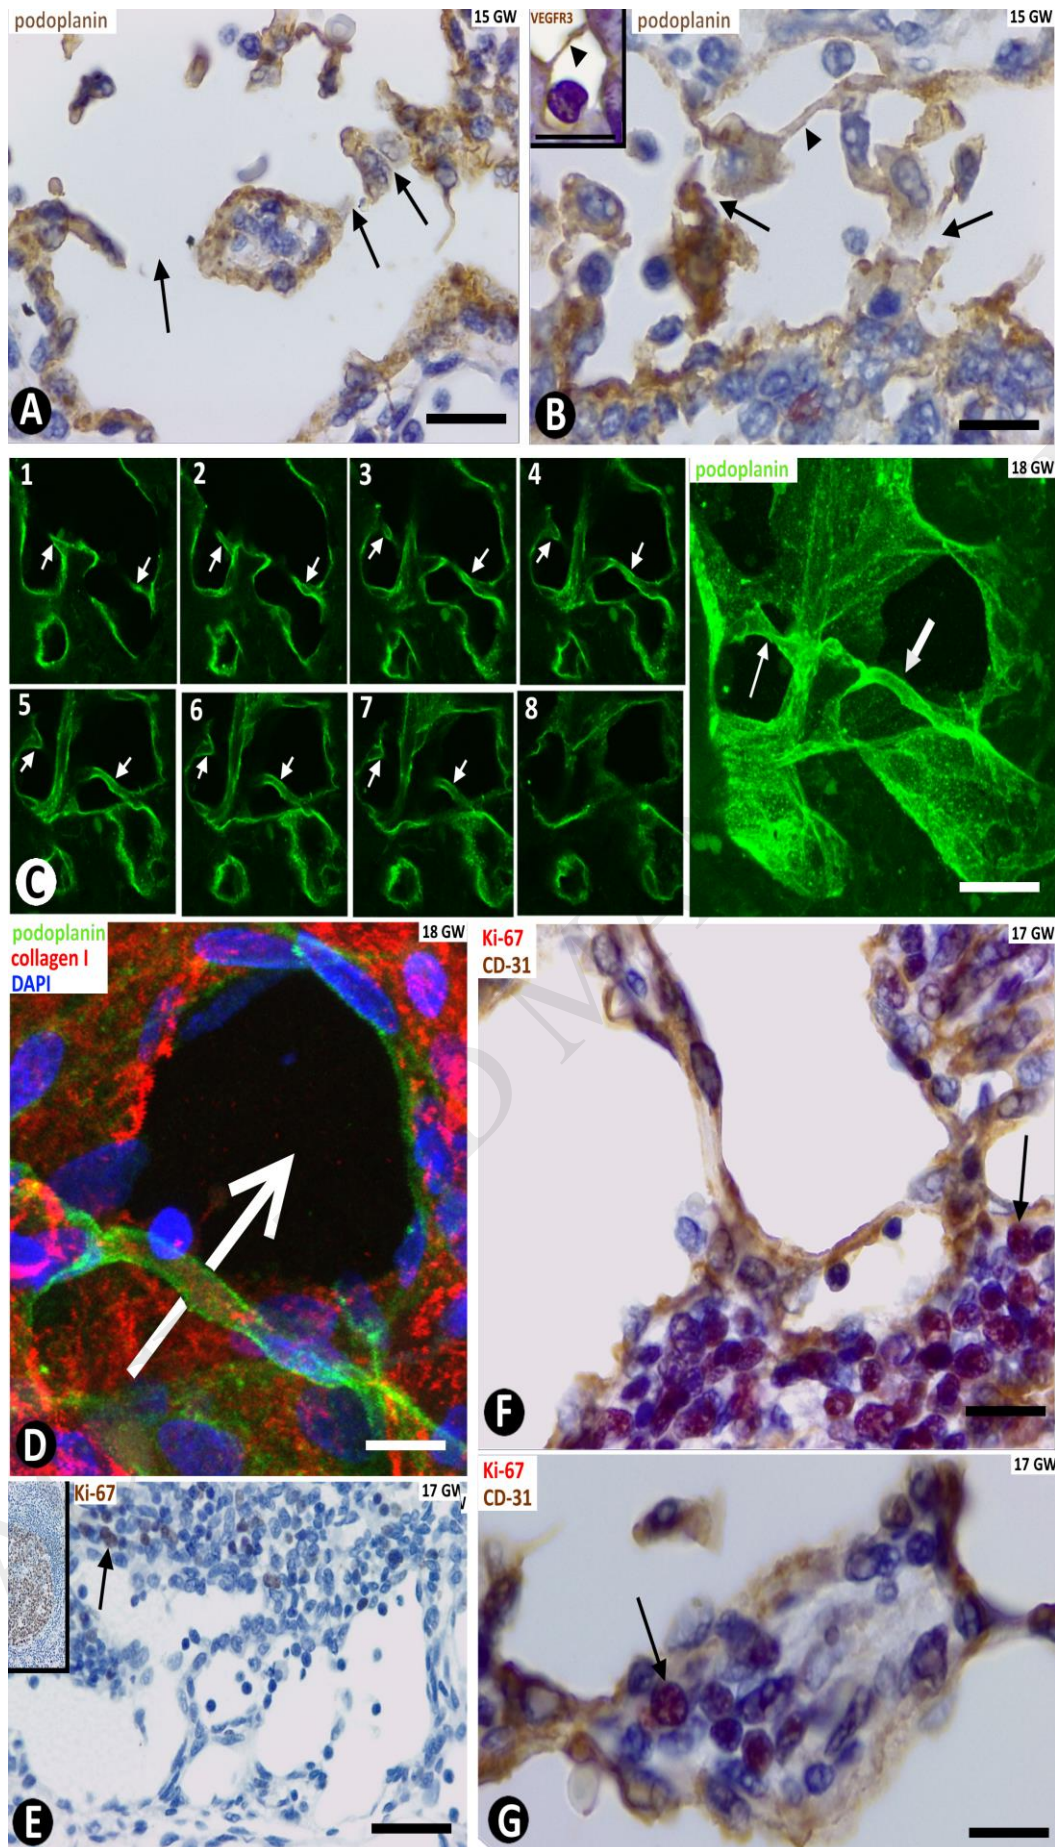 podoplanin
15 GW
A
VEGFR3
podoplanin
15 GW
B
1
2
3
4
5
6
7
8
C
podoplanin
18 GW
podoplanin
collagen I
DAPI
18 GW
D
Ki-67
CD-31
17 GW
F
Ki-67
17 GW
E
Ki-67
CD-31
17 GW
G